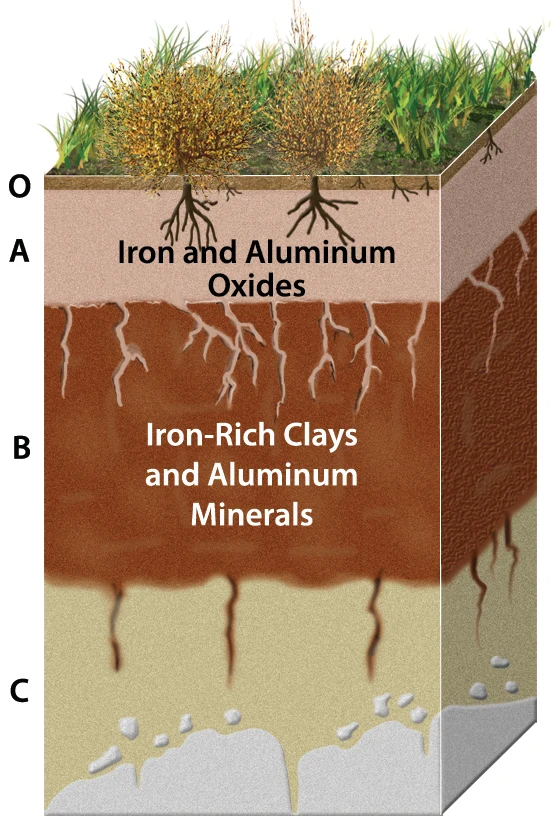 O
A
Iron and Aluminum
Oxides
B
Iron-Rich Clays
and Aluminum
Minerals
C